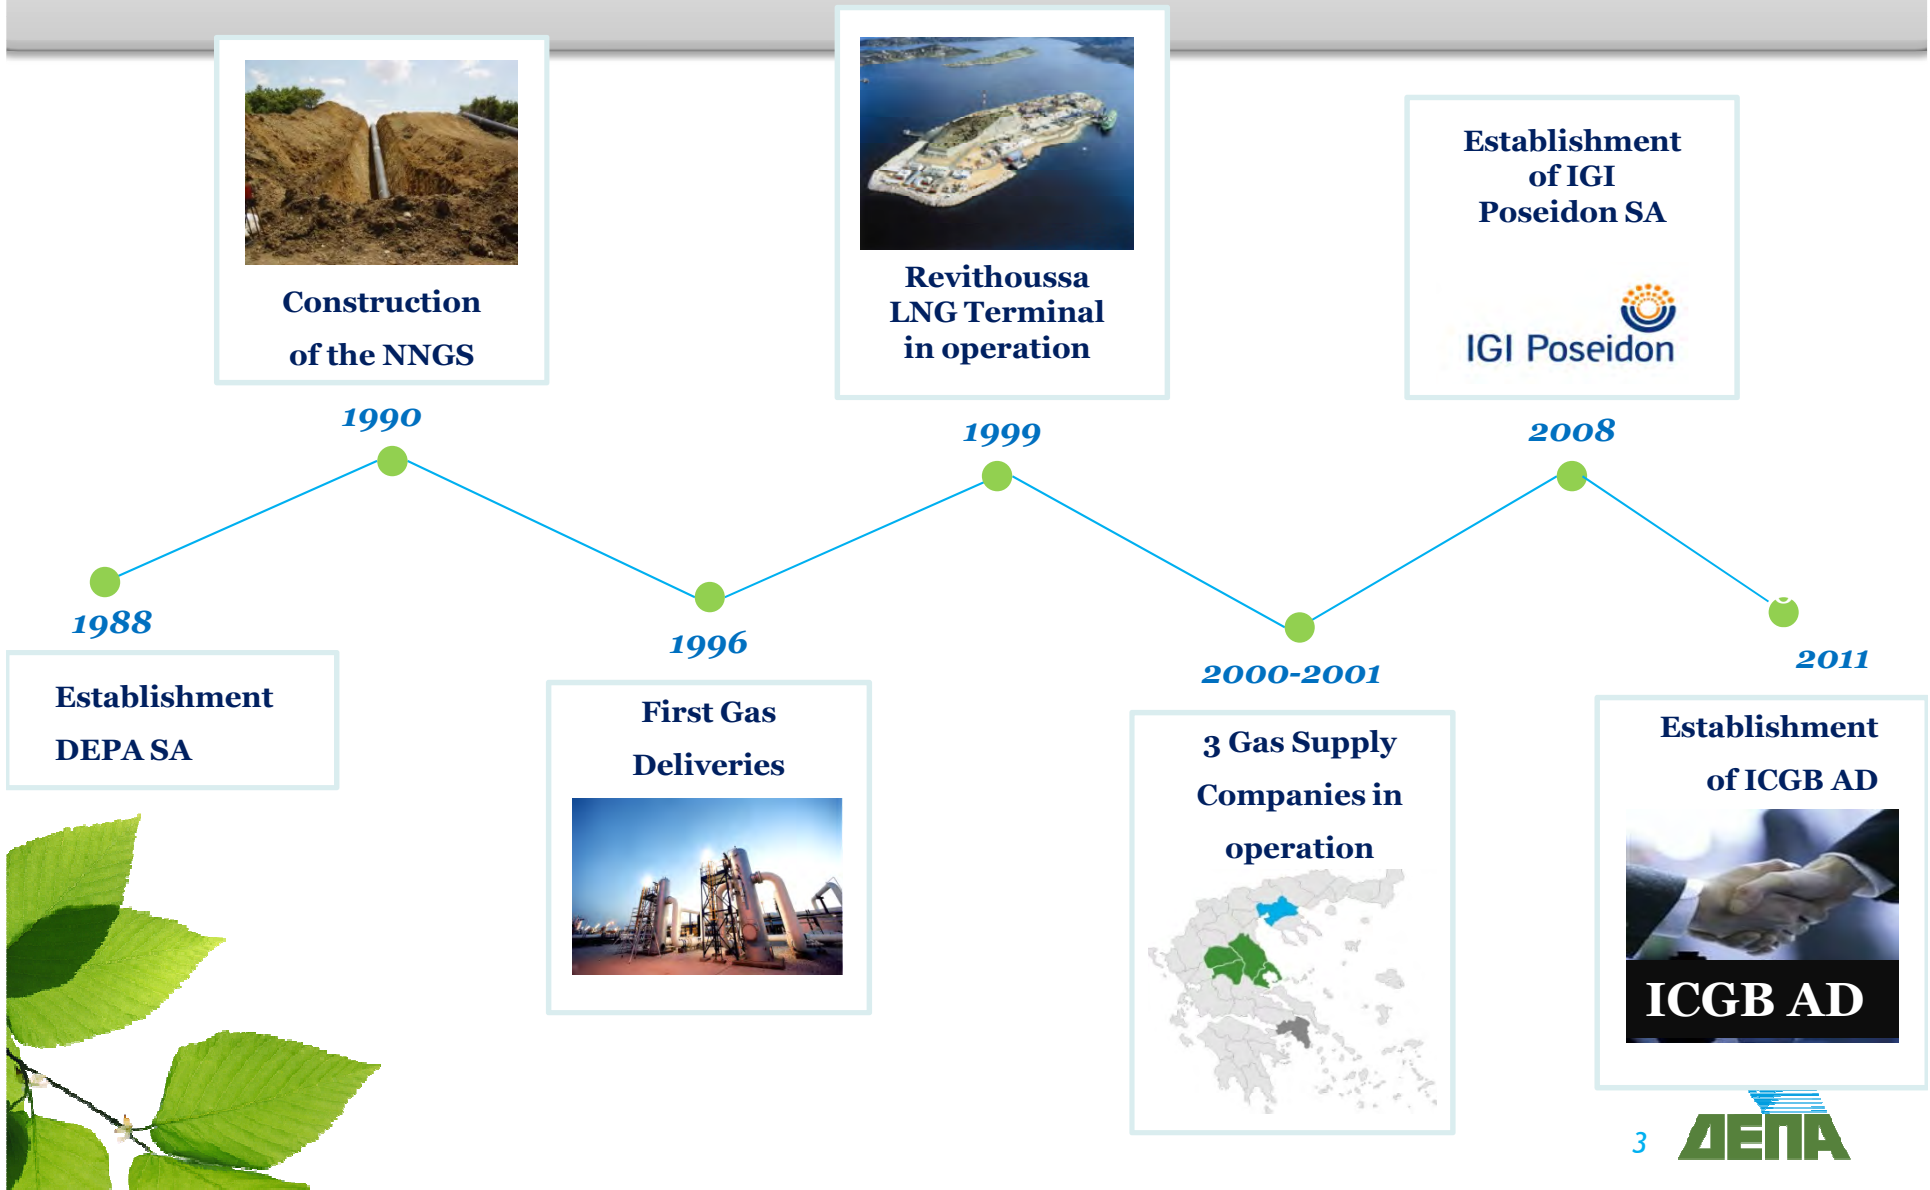 Construction
of the NNGS
1990
Revithoussa
LNG Terminal
in operation
1999
Establishment
of IGI
Poseidon SA
IGI Poseidon
2008
1988
Establishment
DEPA SA
1996
First Gas
Deliveries
2000-2001
3 Gas Supply
Companies in
operation
2011
Establishment
of ICGB AD
ICGB AD
3
ΔΕΠΑ